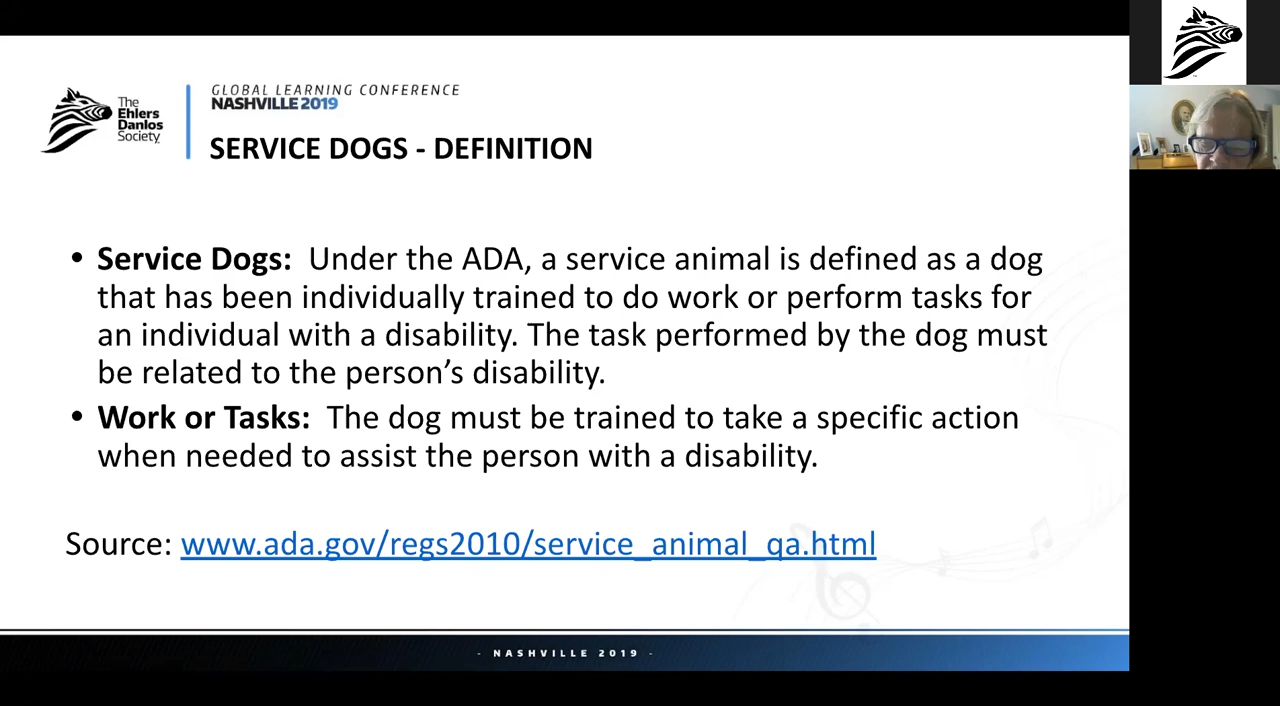 The
Ehlers
Danlos
Society
GLOBAL LEARNING CONFERENCE
NASHVILLE 2019
SERVICE DOGS - DEFINITION
• Service Dogs: Under the ADA, a service animal is defined as a dog
that has been individually trained to do work or perform tasks for
an individual with a disability. The task performed by the dog must
be related to the person’s disability.
• Work or Tasks: The dog must be trained to take a specific action
when needed to assist the person with a disability.
Source: www.ada.gov/regs2010/service_animal_qa.html
- NASHVILLE 2019 -